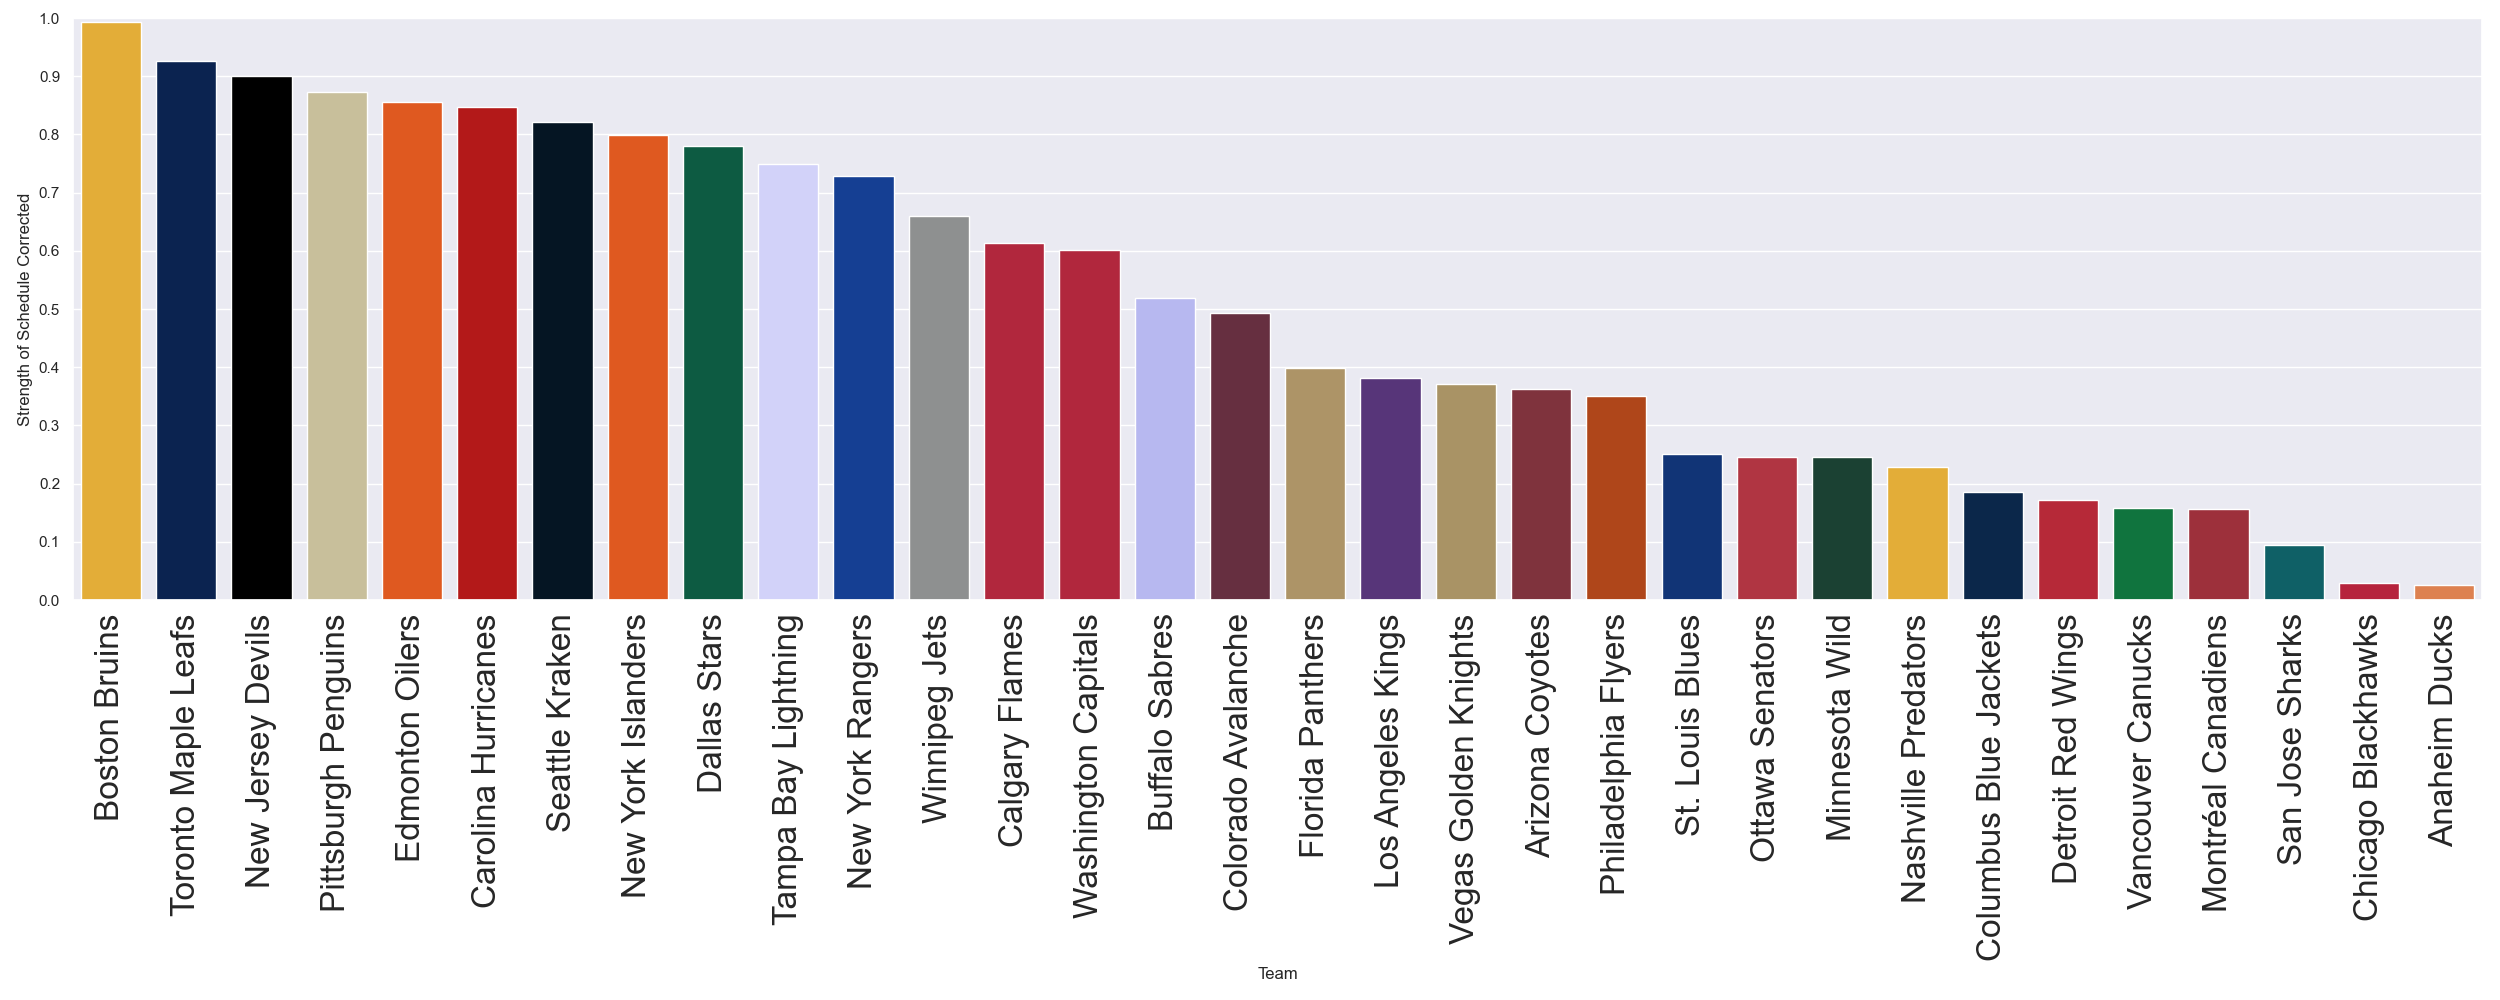 1.0
0.9
0.8
0.7
0.6
0.5
0.4
0.3
0.2
0.1
0.0
Strength of Schedule Corrected
Boston Bruins
Toronto Maple Leafs
New Jersey Devils
Pittsburgh Penguins
Edmonton Oilers
Carolina Hurricanes
Seattle Kraken
New York Islanders
Dallas Stars
Tampa Bay Lightning
New York Rangers
Winnipeg Jets
Calgary Flames
Washington Capitals
Buffalo Sabres
Colorado Avalanche
Florida Panthers
Los Angeles Kings
Vegas Golden Knights
Arizona Coyotes
Philadelphia Flyers
St. Louis Blues
Ottawa Senators
Minnesota Wild
Nashville Predators
Columbus Blue Jackets
Detroit Red Wings
Vancouver Canucks
Montréal Canadiens
San Jose Sharks
Chicago Blackhawks
Anaheim Ducks
Team